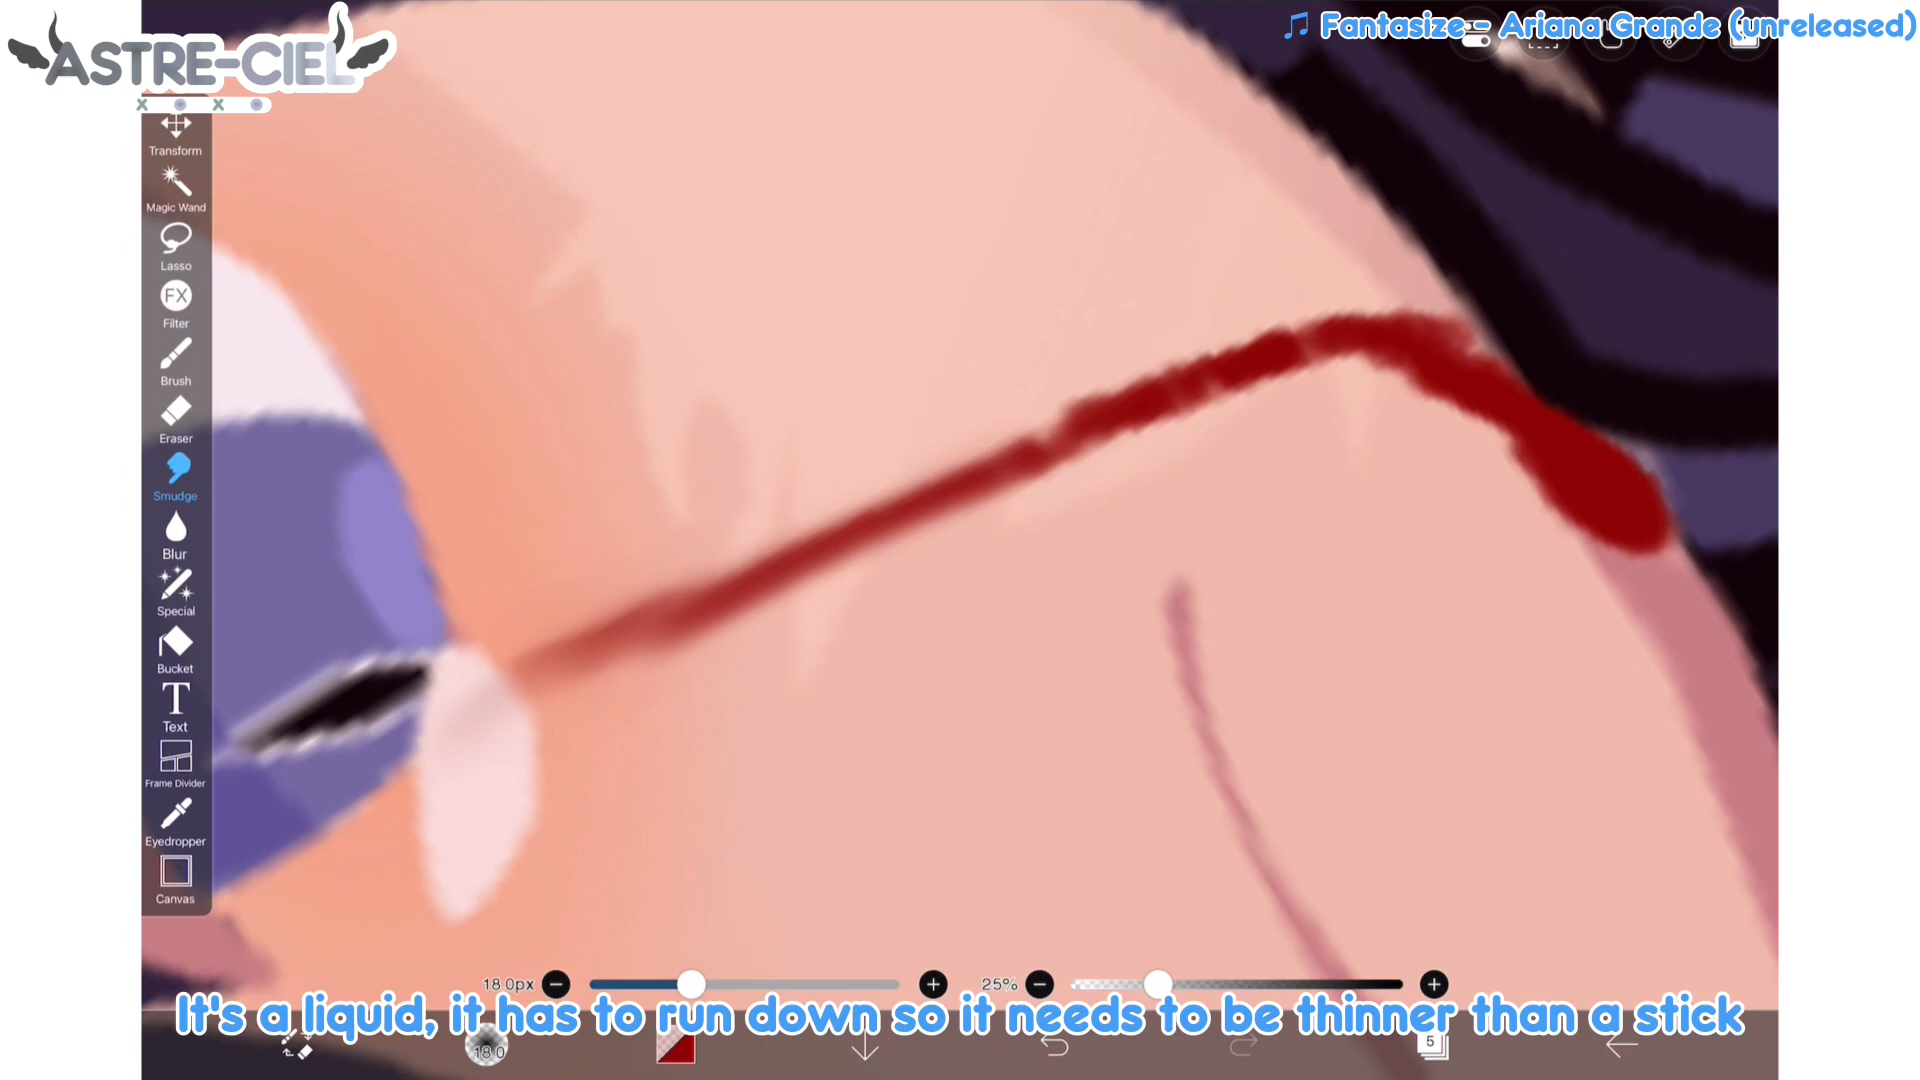 ASTRE-CIEL
♫ Fantasize - Ariana Grande (unreleased)
Transform
Magic Wand
Lasso
FX
Filter
Brush
Eraser
Smudge
Blur
Special
Bucket
T
Text
Frame Divider
Eyedropper
Canvas
18.0px
25%
It's a liquid, it has to run down so it needs to be thinner than a stick
18.0
5